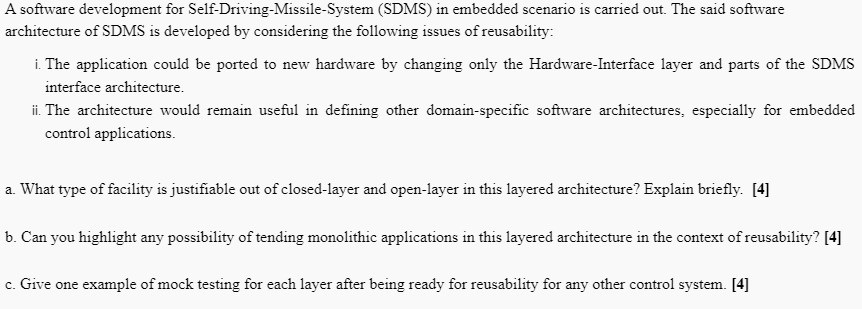 A software development for Self-Driving-Missile-System (SDMS) in embedded scenario is carried out. The said software
architecture of SDMS is developed by considering the following issues of reusability:
i. The application could be ported to new hardware by changing only the Hardware-Interface layer and parts of the SDMS
interface architecture.
ii. The architecture would remain useful in defining other domain-specific software architectures, especially for embedded
control applications.
a. What type of facility is justifiable out of closed-layer and open-layer in this layered architecture? Explain briefly. [4]
b. Can you highlight any possibility of tending monolithic applications in this layered architecture in the context of reusability? [4]
c. Give one example of mock testing for each layer after being ready for reusability for any other control system. [4]